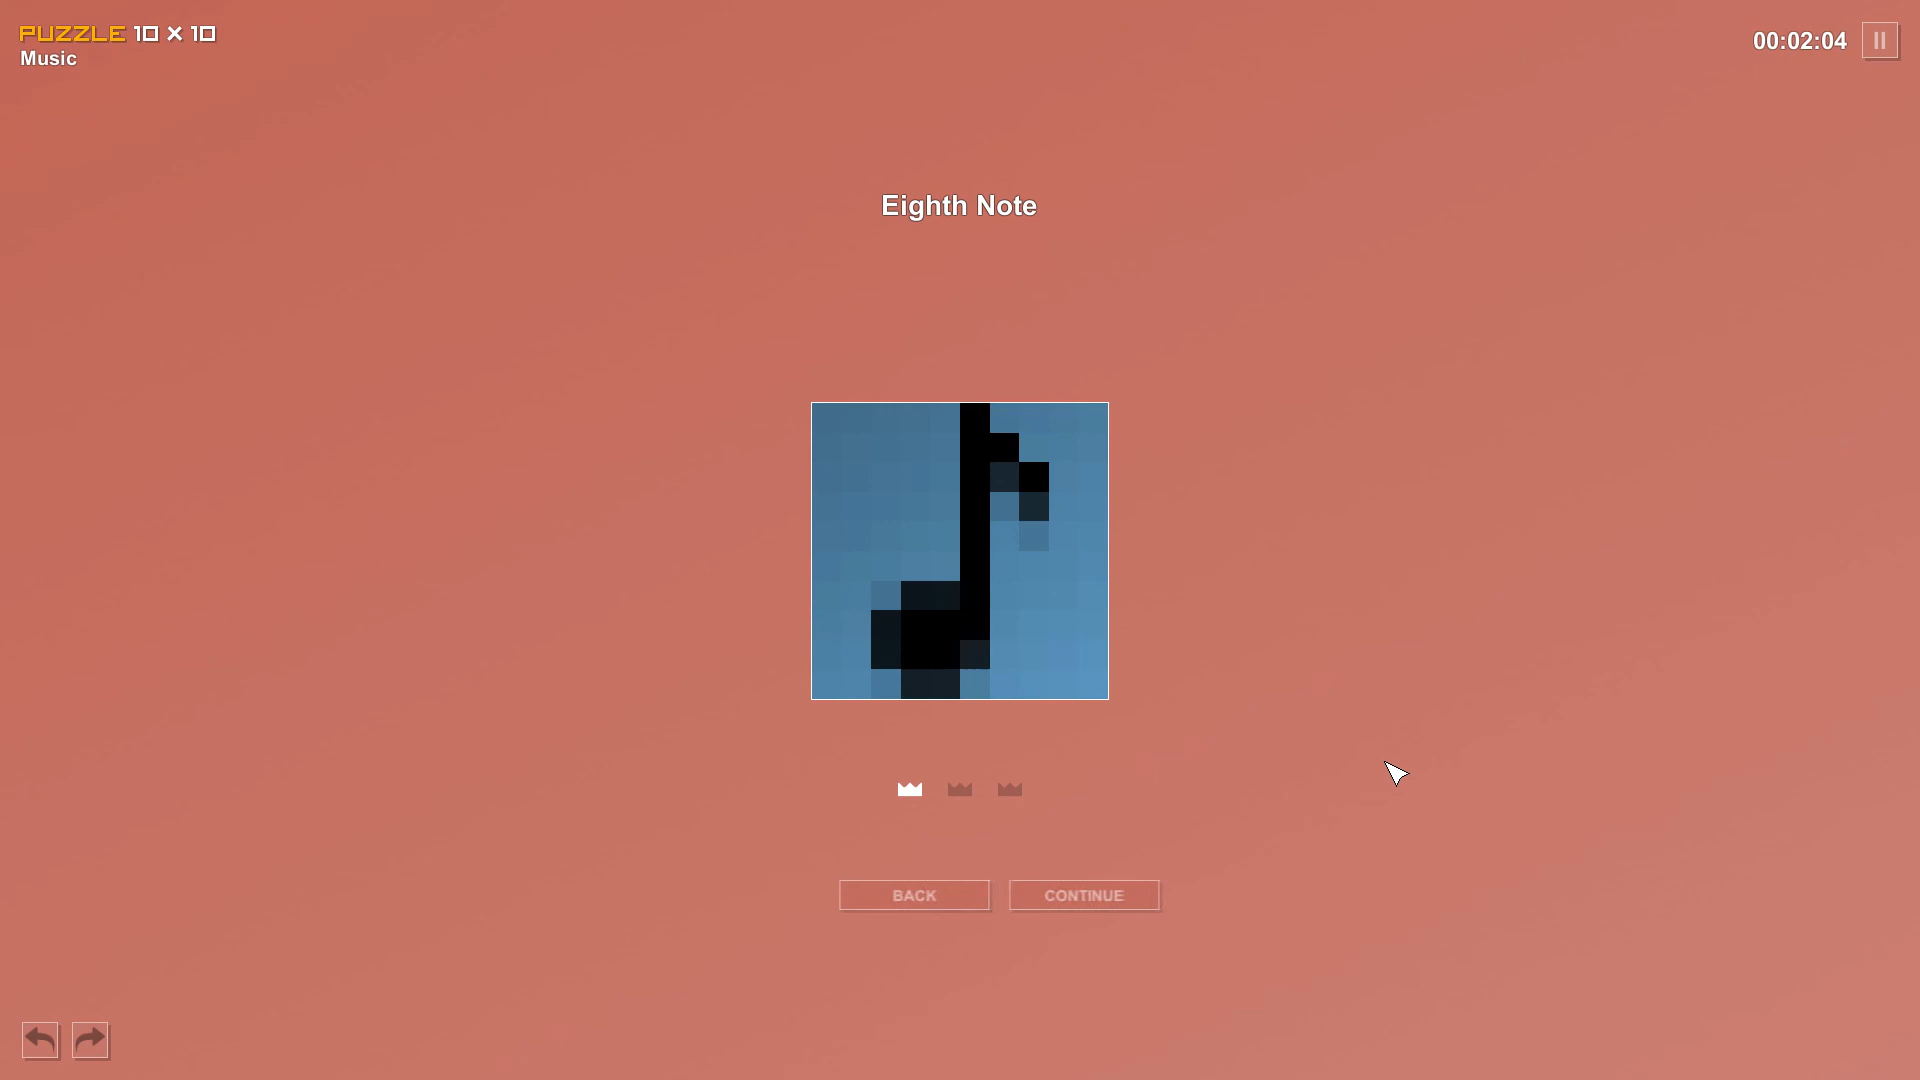 PUZZLE 10 × 10
Music
00:02:04
Eighth Note
BACK
CONTINUE